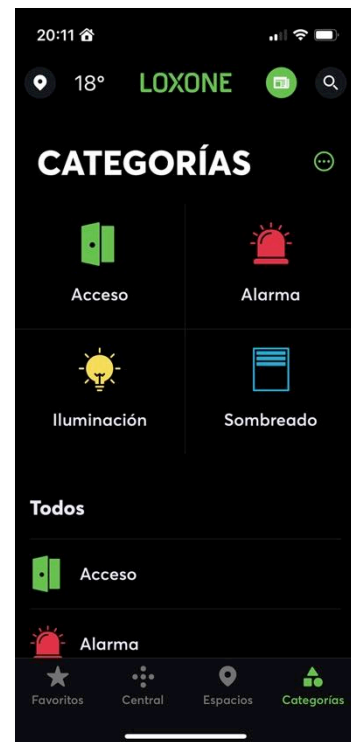 20:11
18° LOXONE
CATEGORÍAS
Acceso Alarma
Iluminación Sombreado
Todos
Acceso
Alarma
Favoritos Central Espacios Categorías